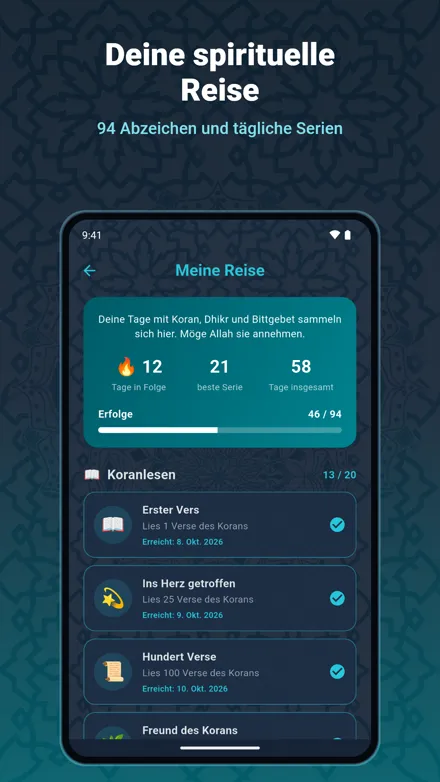 Deine spirituelle
Reise
94 Abzeichen und tägliche Serien
9:41
Meine Reise
Deine Tage mit Koran, Dhikr und Bittgebet sammeln
sich hier. Möge Allah sie annehmen.
12 21 58
Tage in Folge beste Serie Tage insgesamt
Erfolge 46 / 94
Koranlesen 13 / 20
Erster Vers
Lies 1 Verse des Korans
Erreicht: 8. Okt. 2026
Ins Herz getroffen
Lies 25 Verse des Korans
Erreicht: 9. Okt. 2026
Hundert Verse
Lies 100 Verse des Korans
Erreicht: 10. Okt. 2026
Freund des Korans